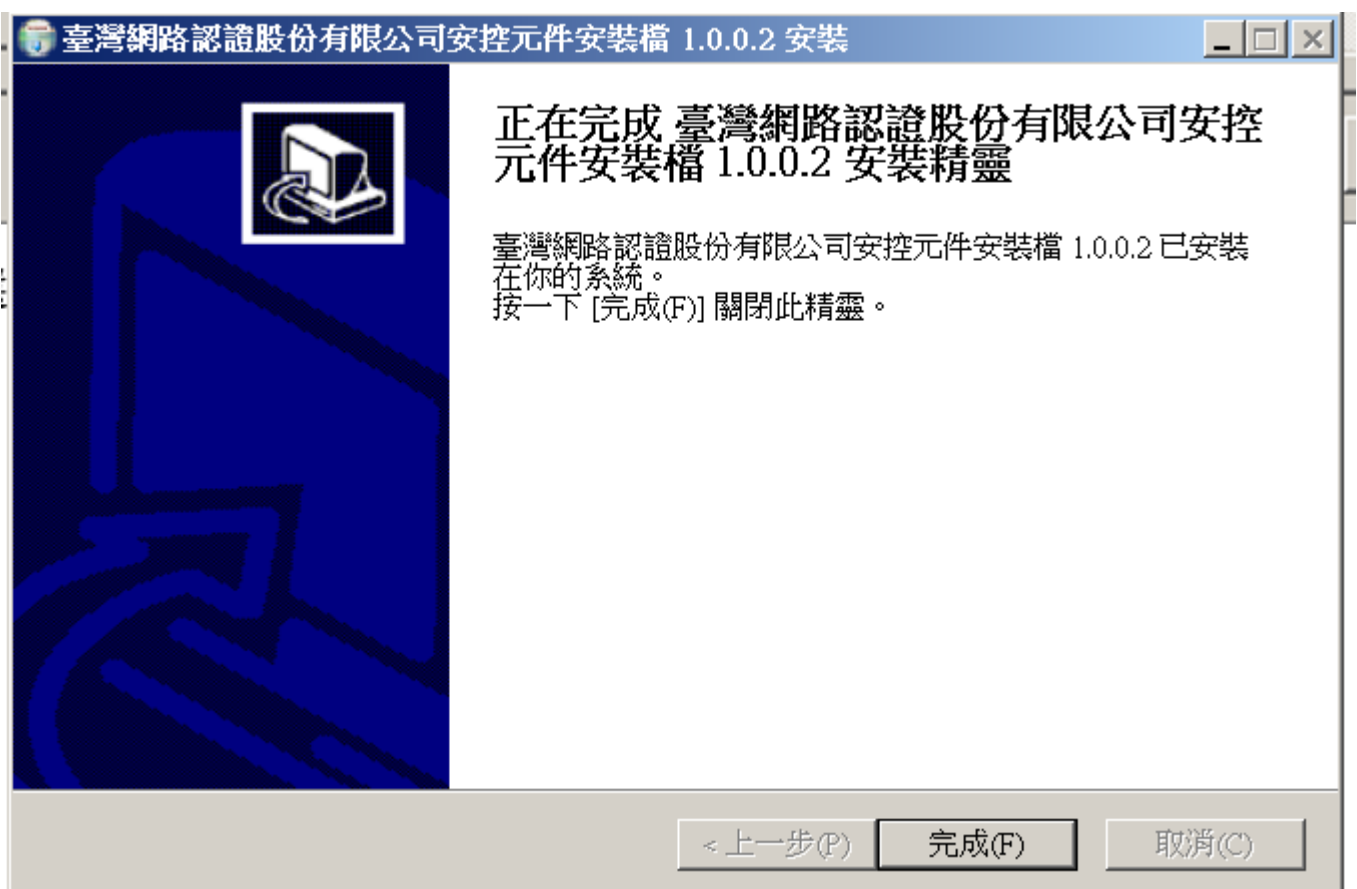 臺灣網路認證股份有限公司安控元件安裝檔 1.0.0.2 安裝
正在完成 臺灣網路認證股份有限公司安控
元件安裝檔 1.0.0.2 安裝精靈
臺灣網路認證股份有限公司安控元件安裝檔 1.0.0.2 已安裝
在你的系統。
按一下 [完成(F)] 關閉此精靈。
< 上一步(P) 完成(F) 取消(C)